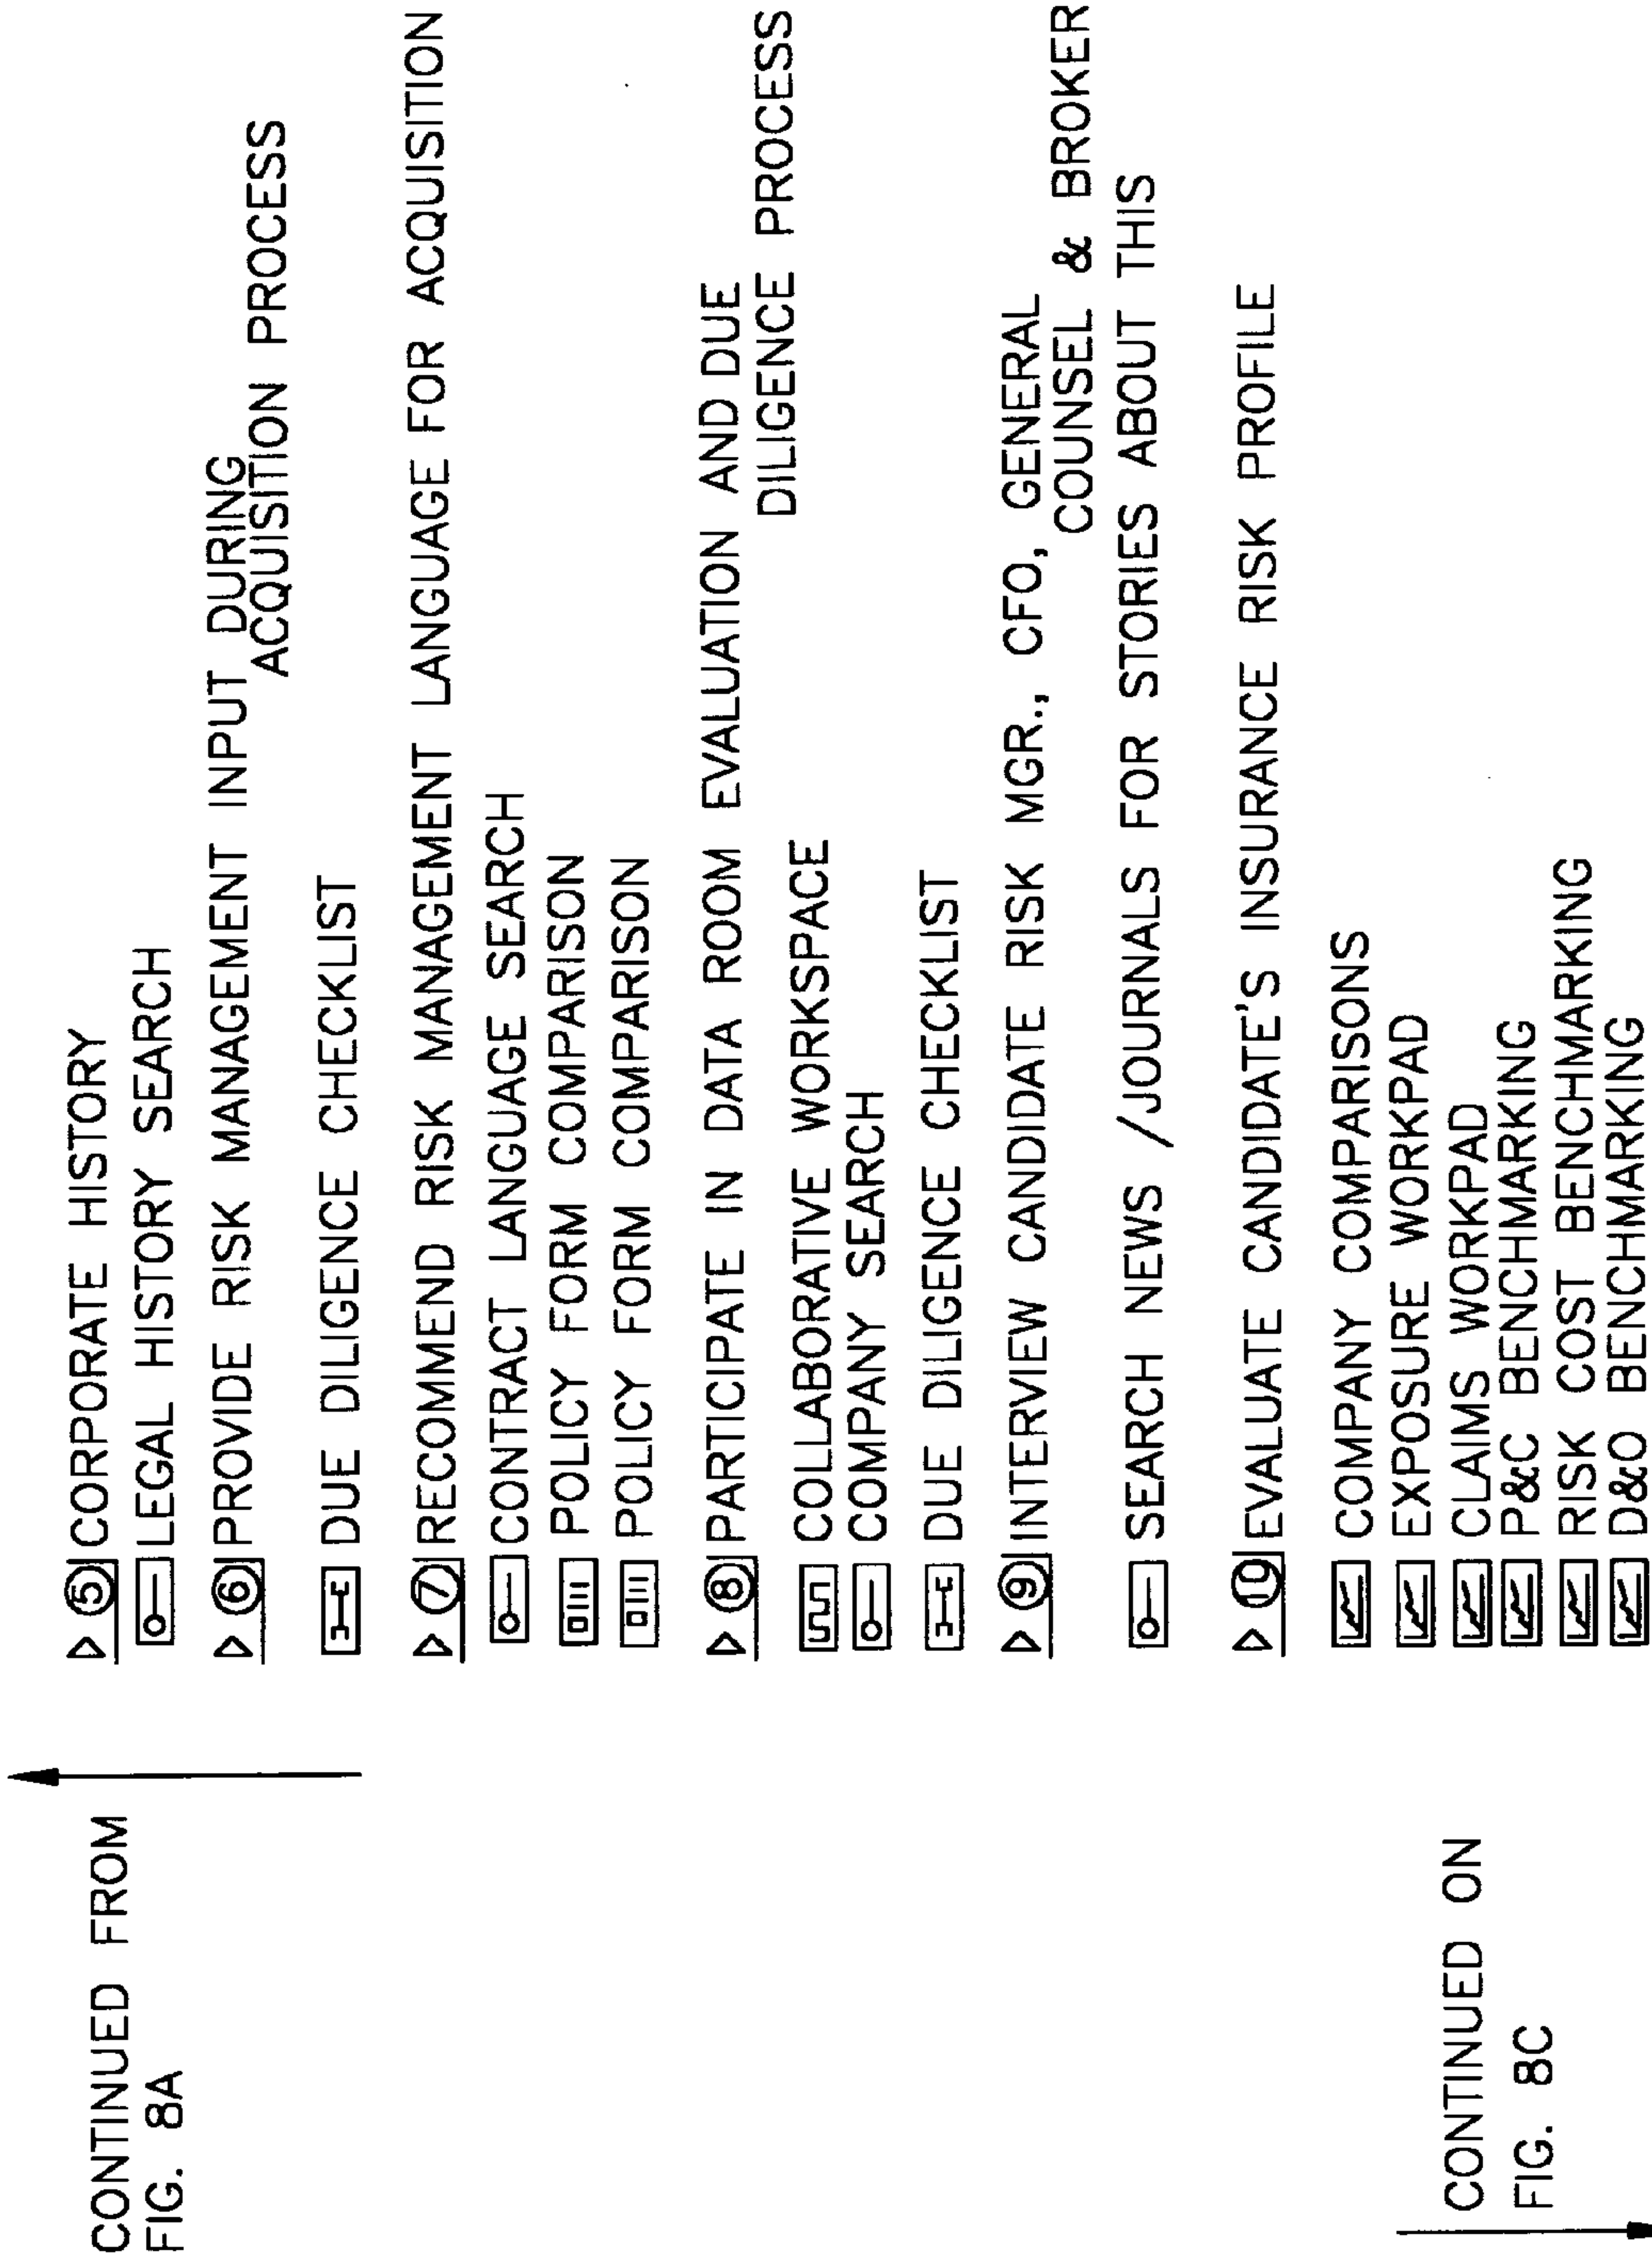 CONTINUED FROM
FIG. 8A
5 CORPORATE HISTORY
LEGAL HISTORY SEARCH
6 PROVIDE RISK MANAGEMENT INPUT DURING
ACQUISITION PROCESS
DUE DILIGENCE CHECKLIST
7 RECOMMEND RISK MANAGEMENT LANGUAGE FOR ACQUISITION
CONTRACT LANGUAGE SEARCH
POLICY FORM COMPARISON
POLICY FORM COMPARISON
8 PARTICIPATE IN DATA ROOM EVALUATION AND DUE
DILIGENCE PROCESS
COLLABORATIVE WORKSPACE
COMPANY SEARCH
DUE DILIGENCE CHECKLIST
9 INTERVIEW CANDIDATE RISK MGR., CFO, GENERAL
COUNSEL & BROKER
SEARCH NEWS /JOURNALS FOR STORIES ABOUT THIS
10 EVALUATE CANDIDATE'S INSURANCE RISK PROFILE
COMPANY COMPARISONS
EXPOSURE WORKPAD
CLAIMS WORKPAD
P&C BENCHMARKING
RISK COST BENCHMARKING
D&O BENCHMARKING
CONTINUED ON
FIG. 8C